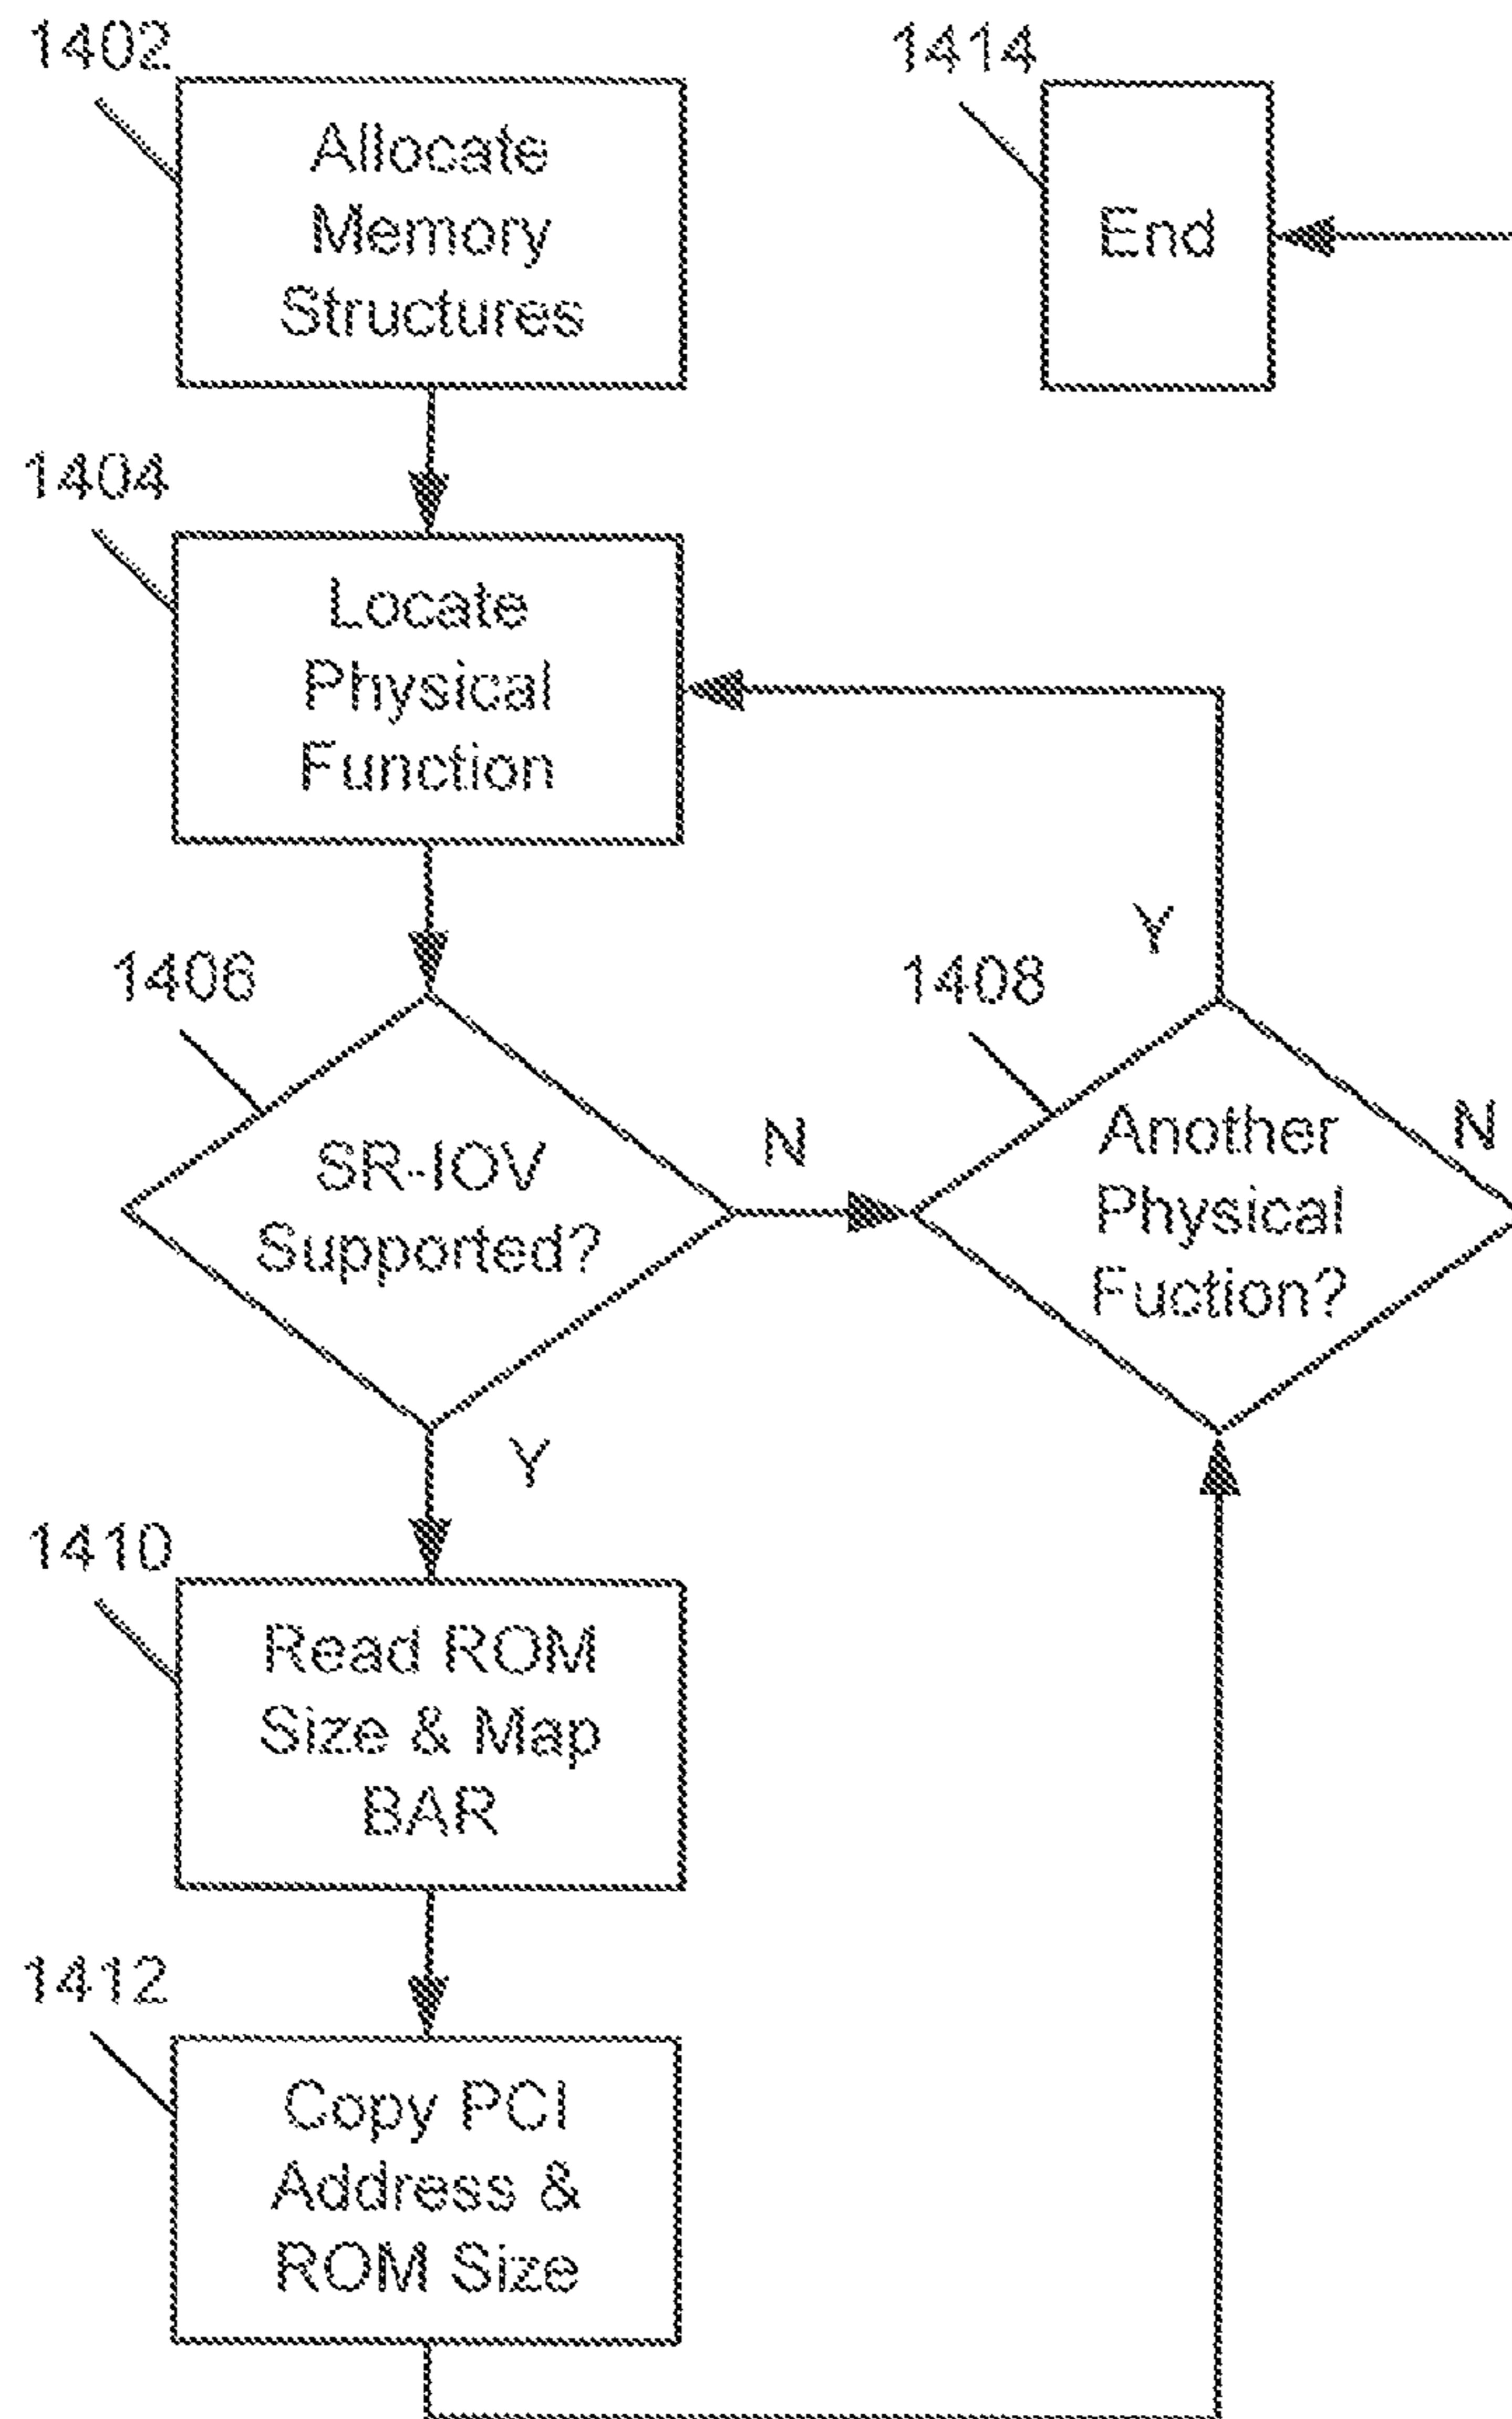 1402
Allocate
Memory
Structures
1414
End
1404
Locate
Physical
Function
1406
SR-IOV
Supported?
N
Y
1408
Another
Physical
Fuction?
Y
N
1410
Read ROM
Size & Map
BAR
1412
Copy PCI
Address &
ROM Size